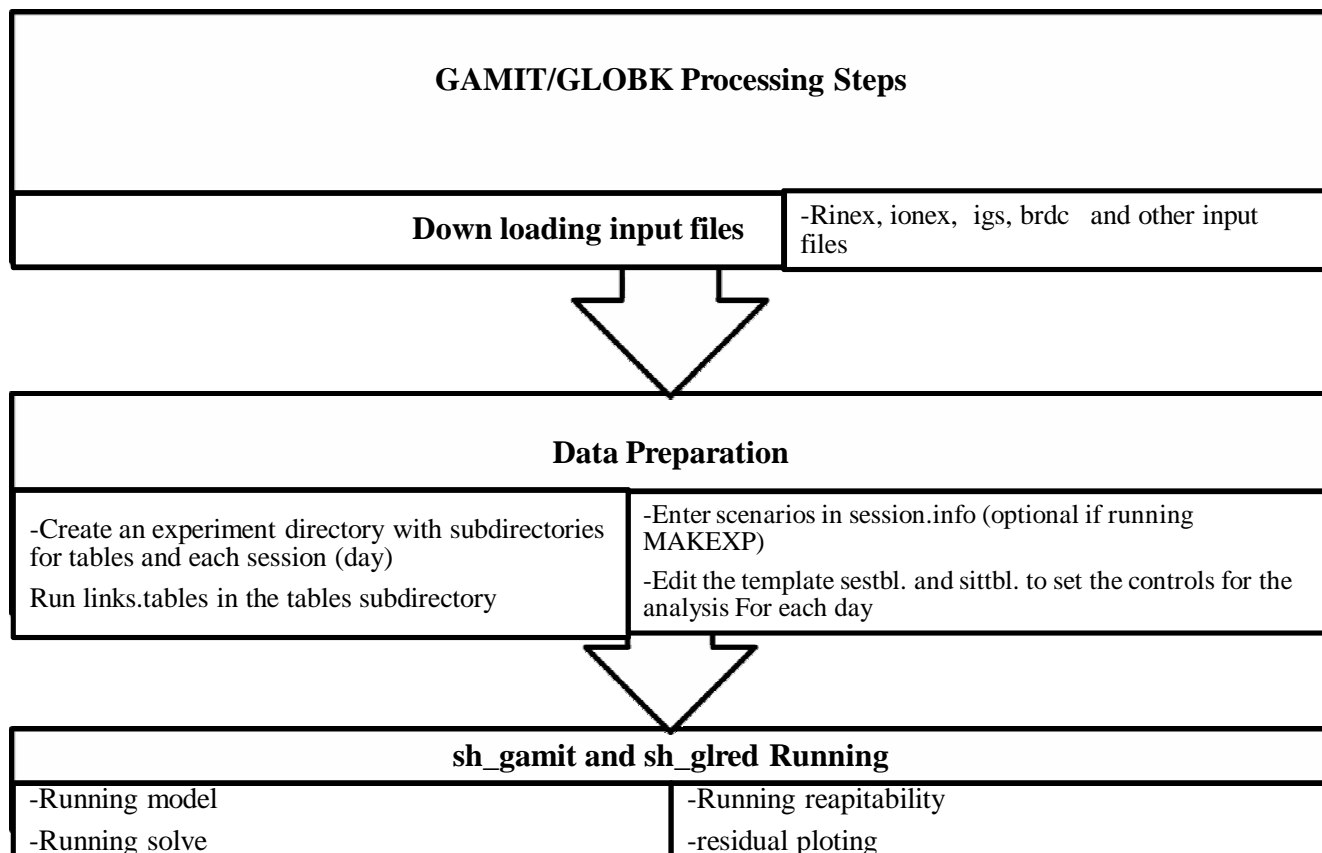 GAMIT/GLOBK Processing Steps
Down loading input files
-Rinex, ionex, igs, brdc and other input
files
Data Preparation
-Create an experiment directory with subdirectories
for tables and each session (day)
Run links.tables in the tables subdirectory
-Enter scenarios in session.info (optional if running
MAKEXP)
-Edit the template sestbl. and sittbl. to set the controls for the
analysis For each day
sh_gamit and sh_glred Running
-Running model
-Running solve
-Running reapitability
-residual ploting